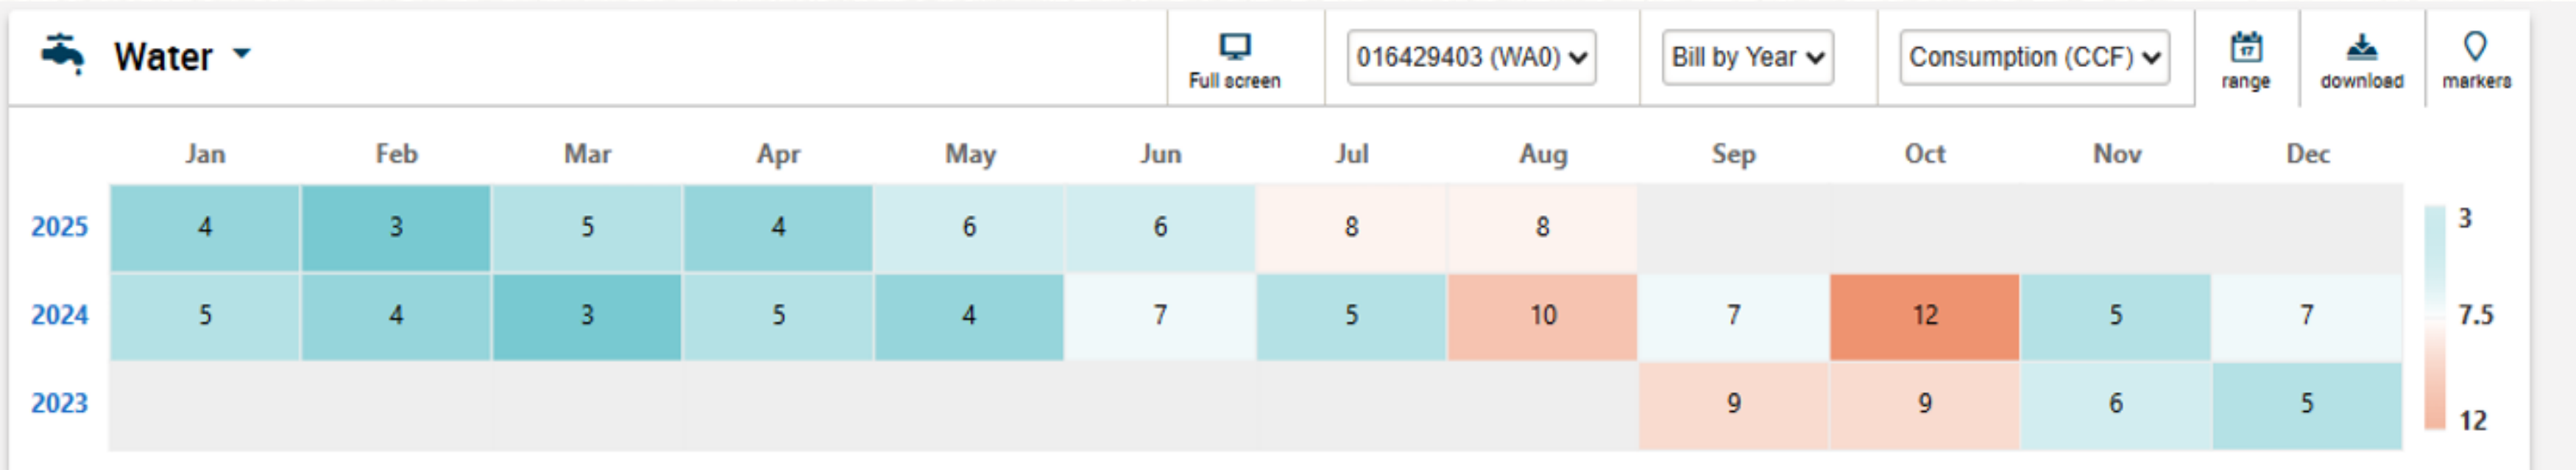 Water
Full screen
016429403 (WA0)
Bill by Year
Consumption (CCF)
17
range
download
markers
Jan Feb Mar Apr May Jun Jul Aug Sep Oct Nov Dec
2025 4 3 5 4 6 6 8 8
2024 5 4 3 5 4 7 5 10 7 12 5 7
2023 9 9 6 5
3
7.5
12